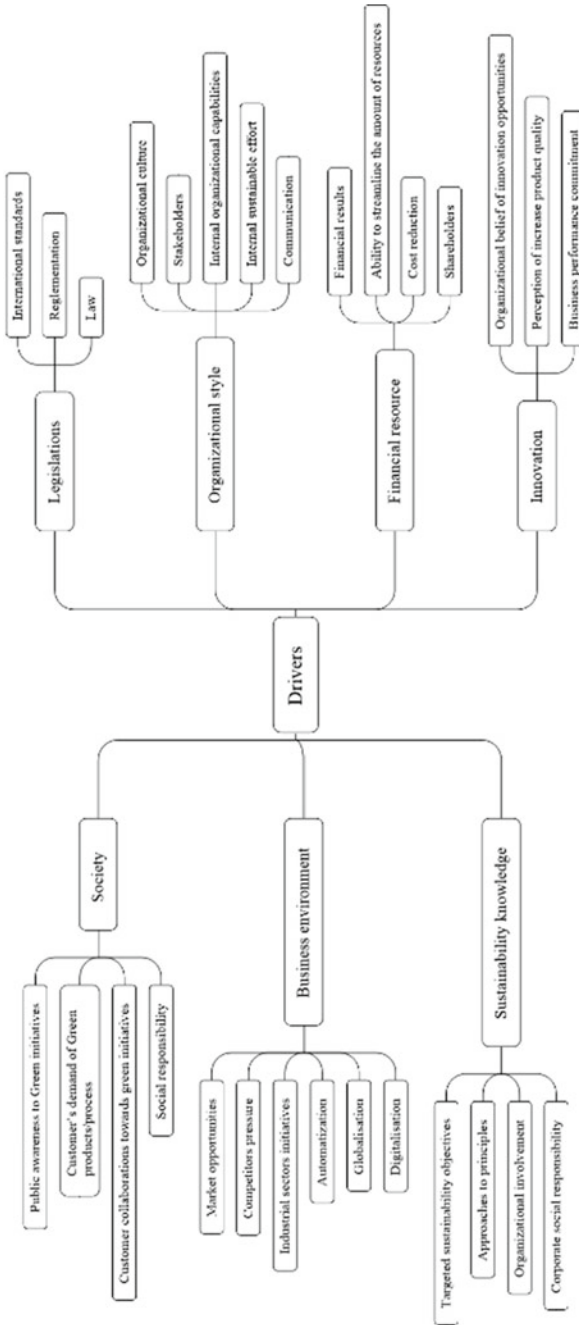 Drivers
Society
Public awareness to Green initiatives
Customer's demand of Green
products/process
Customer collaborations towards green initiatives
Social responsibility
Business environment
Market opportunities
Competitors pressure
Industrial sectors initiatives
Automatization
Globalisation
Digitalisation
Sustainability knowledge
Targeted sustainability objectives
Approaches to principles
Organizational involvement
Corporate social responsibility
Legislations
International standards
Reglementation
Law
Organizational style
Organizational culture
Stakeholders
Internal organizational capabilities
Internal sustainable effort
Communication
Financial resource
Financial results
Ability to streamline the amount of resources
Cost reduction
Shareholders
Innovation
Organizational belief of innovation opportunities
Perception of increase product quality
Business performance commitment